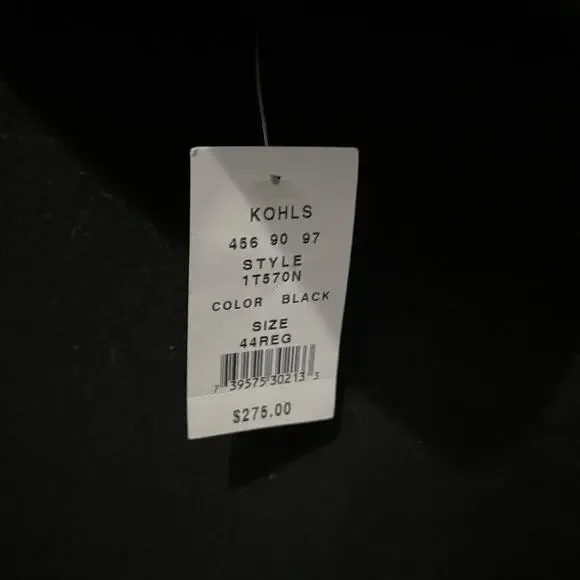 KOHLS
456 90 97
STYLE
1T570N
COLOR BLACK
SIZE
44REG
7 39575 30213 3
$275.00